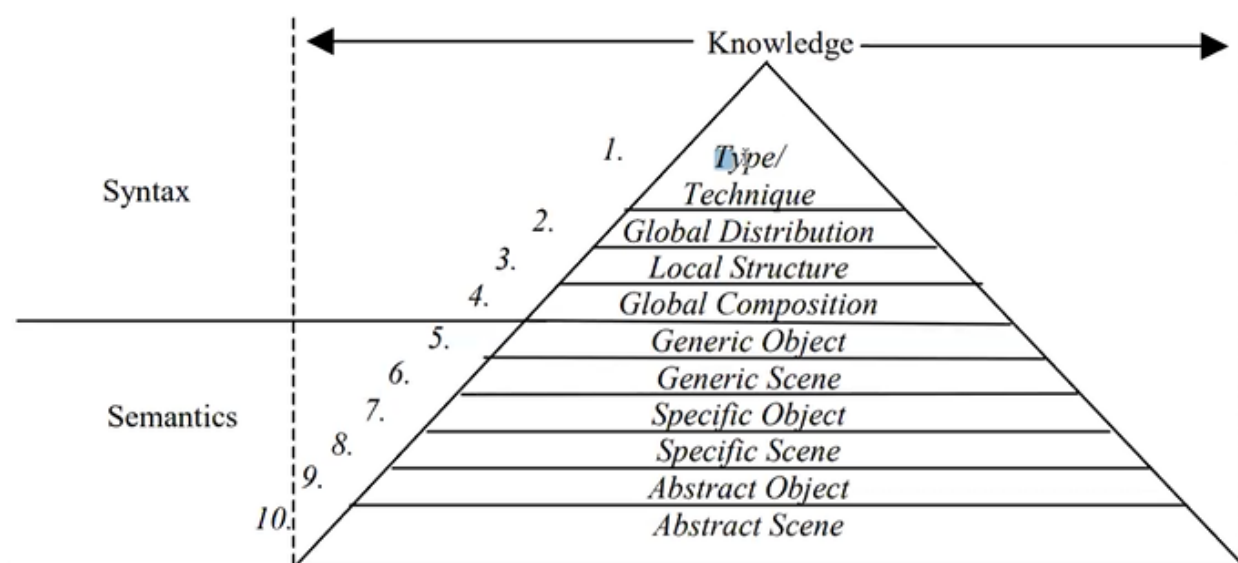 Knowledge
1.
Type/
Technique
Syntax
2.
Global Distribution
3.
Local Structure
4.
Global Composition
5.
Generic Object
6.
Generic Scene
7.
Specific Object
Semantics
8.
Specific Scene
9.
Abstract Object
10.
Abstract Scene